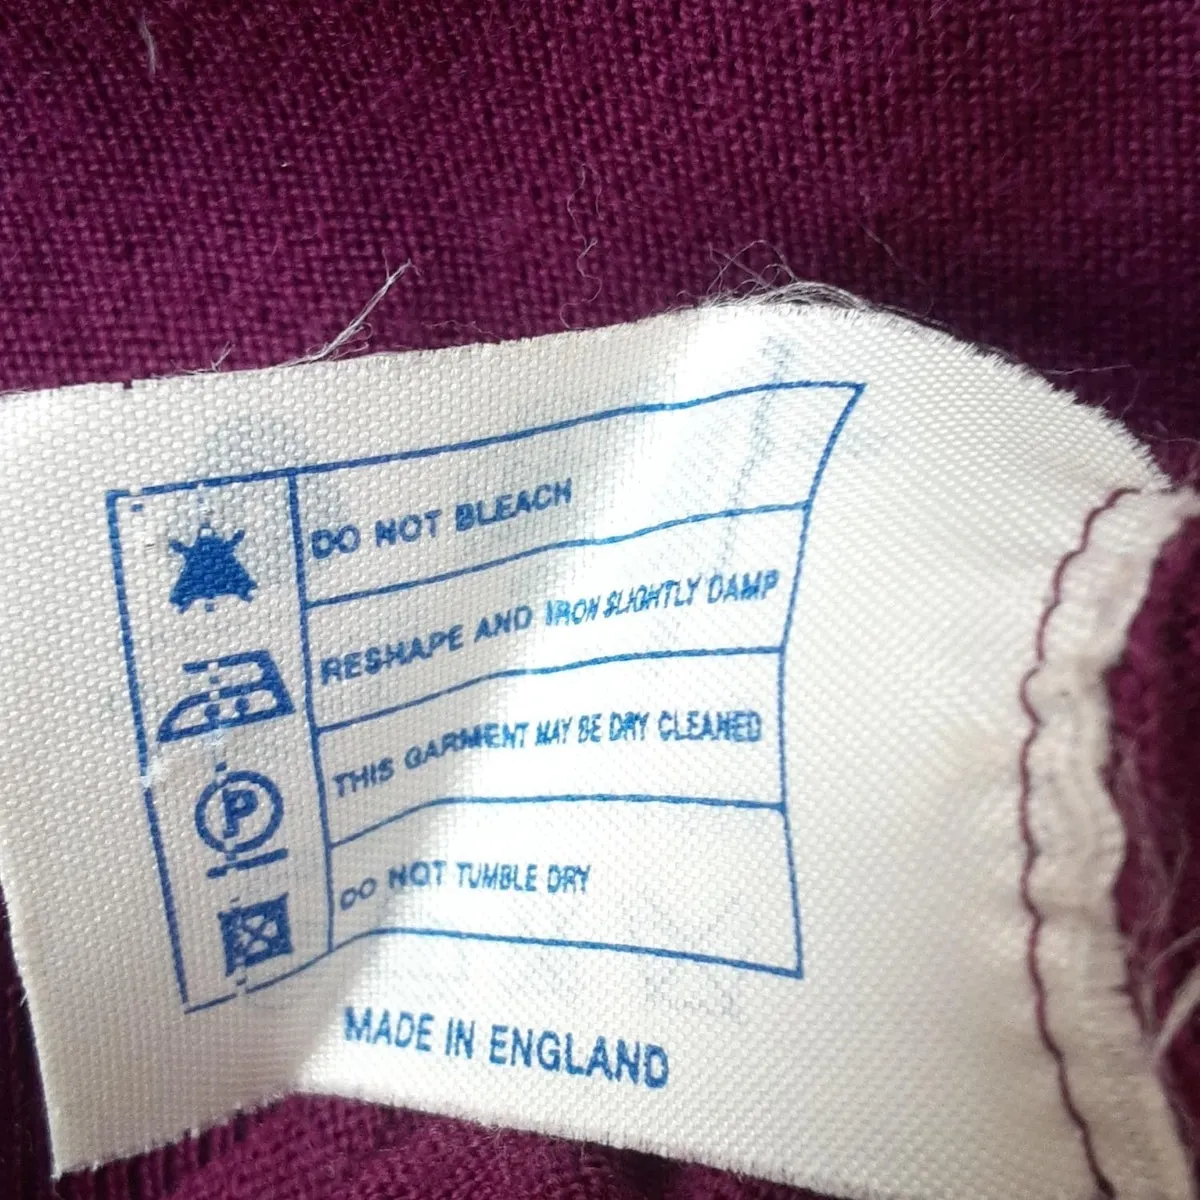 DO NOT BLEACH
RESHAPE AND IRON SLIGHTLY DAMP
THIS GARMENT MAY BE DRY CLEANED
P
DO NOT TUMBLE DRY
MADE IN ENGLAND